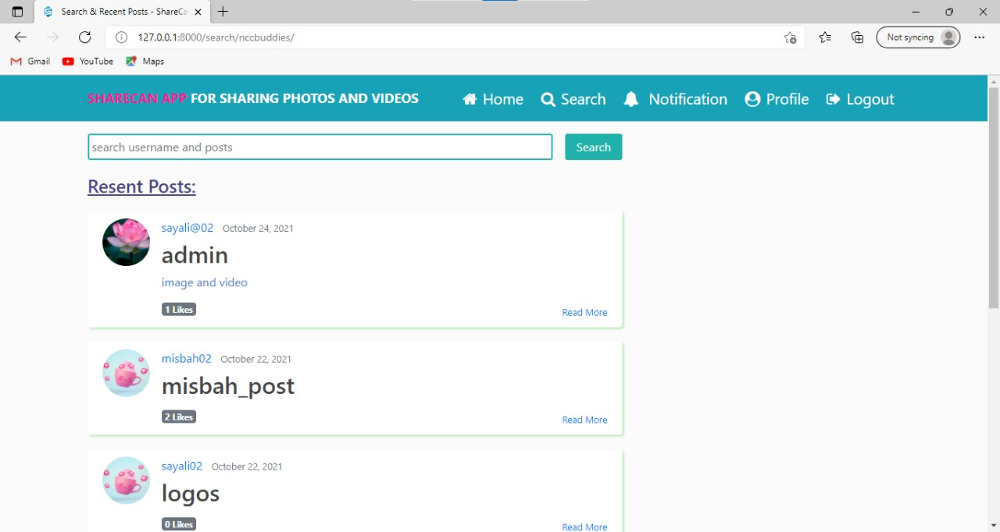 Search & Recent Posts - ShareCa
127.0.0.1:8000/search/nccbuddies/
Not syncing
Gmail YouTube Maps
SHARECAN APP FOR SHARING PHOTOS AND VIDEOS
Home Search Notification Profile Logout
search username and posts
Search
Resent Posts:
sayali@02 October 24, 2021
admin
image and video
1 Likes
Read More
misbah02 October 22, 2021
misbah_post
2 Likes
Read More
sayali02 October 22, 2021
logos
0 Likes
Read More